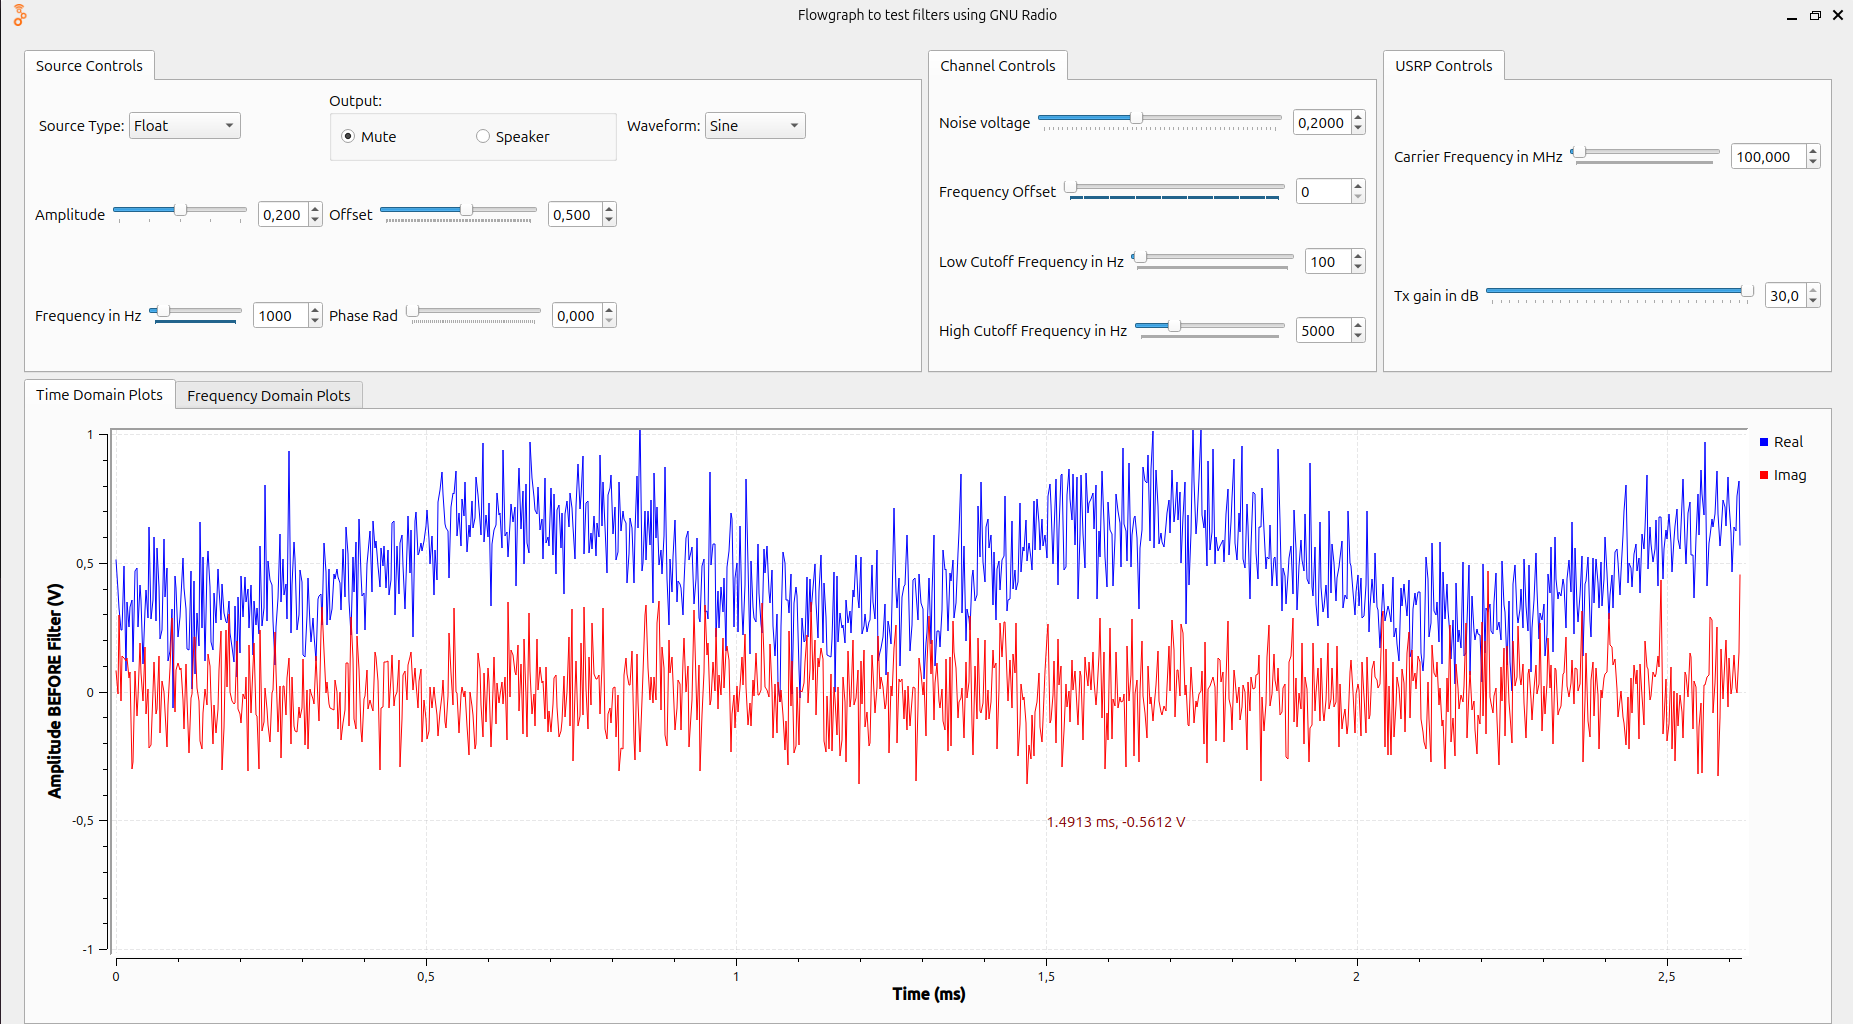 Flowgraph to test filters using GNU Radio
Source Controls
Source Type: Float
Output:
Mute Speaker
Waveform: Sine
Amplitude 0,200 Offset 0,500
Frequency in Hz 1000 Phase Rad 0,000
Channel Controls
Noise voltage 0,2000
Frequency Offset 0
Low Cutoff Frequency in Hz 100
High Cutoff Frequency in Hz 5000
USRP Controls
Carrier Frequency in MHz 100,000
Tx gain in dB 30,0
Time Domain Plots Frequency Domain Plots
Amplitude BEFORE Filter (V)
1
0,5
0
-0,5
-1
1.4913 ms, -0.5612 V
Real
Imag
0 0,5 1 1,5 2 2,5
Time (ms)